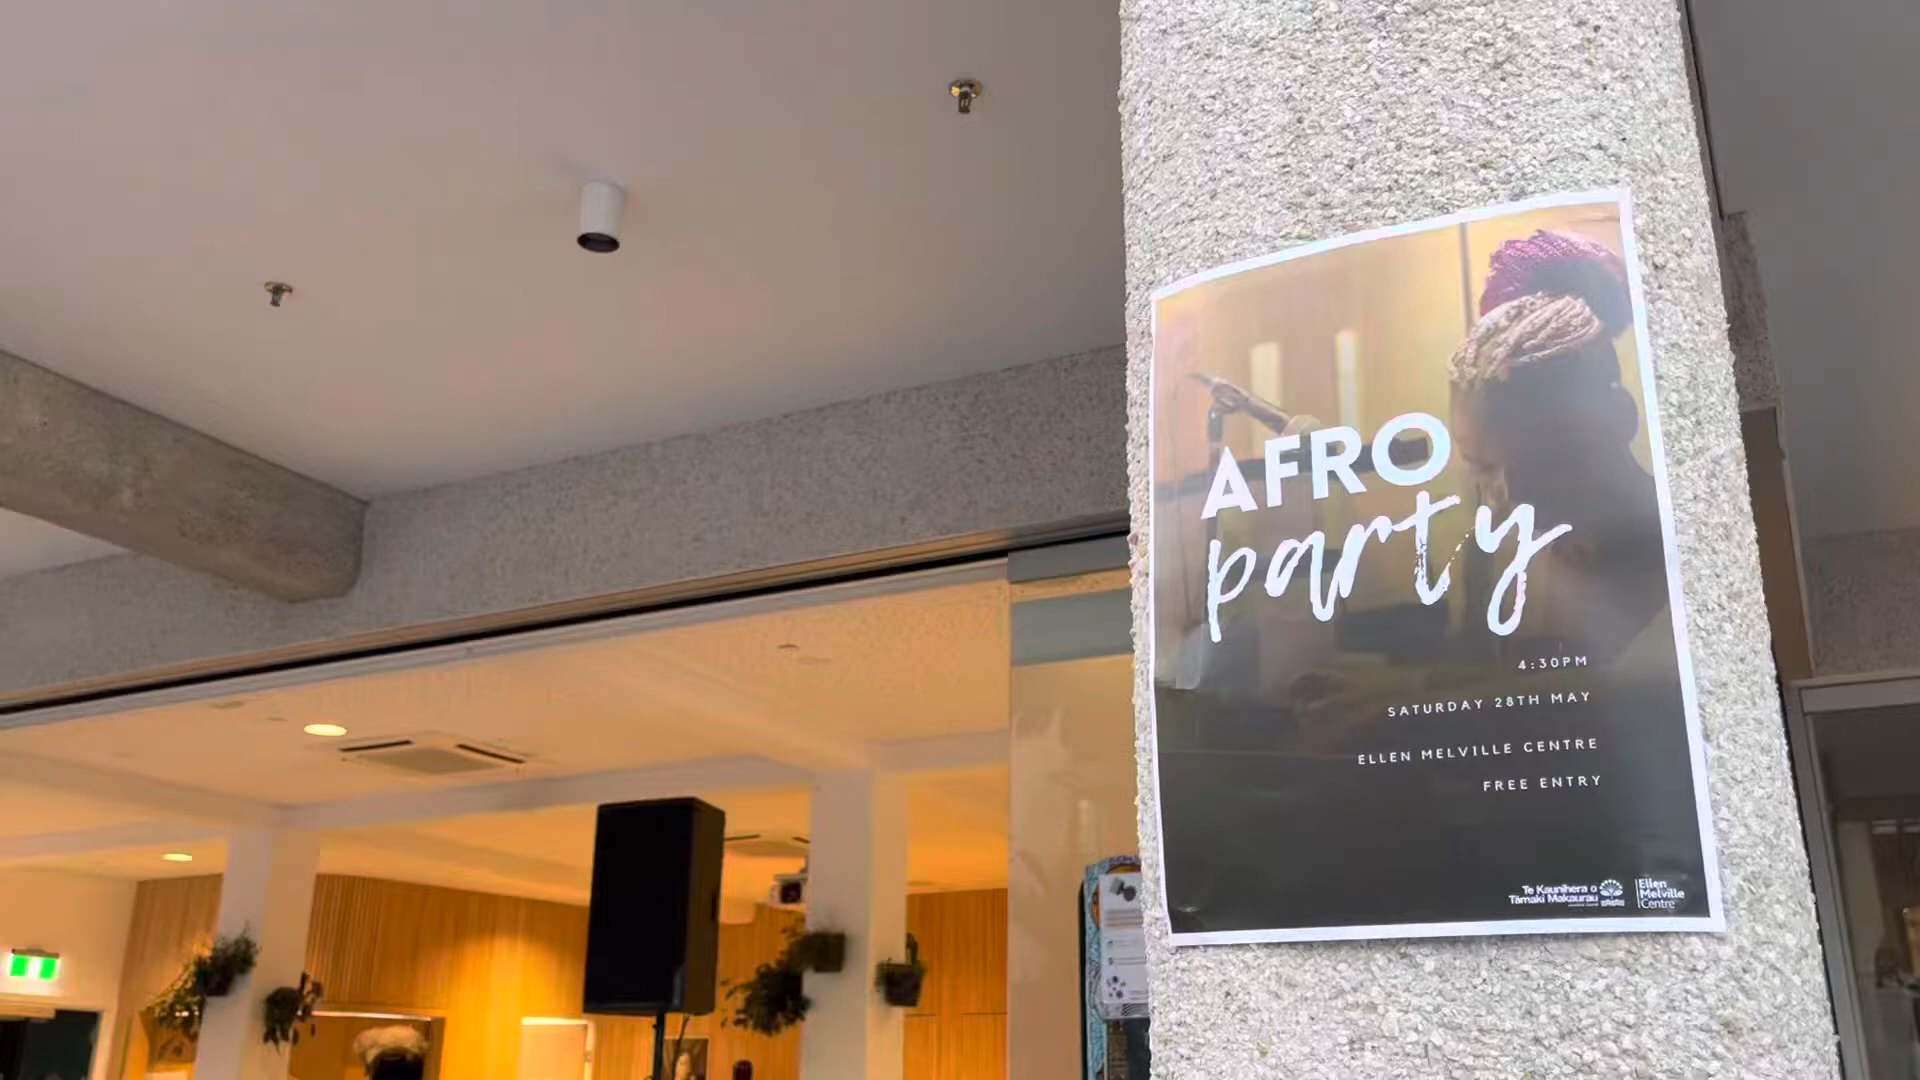 AFRO
party
4:30PM
SATURDAY 28TH MAY
ELLEN MELVILLE CENTRE
FREE ENTRY
Te Kaunihera o
Tāmaki Makaurau
Ellen
Melville
Centre